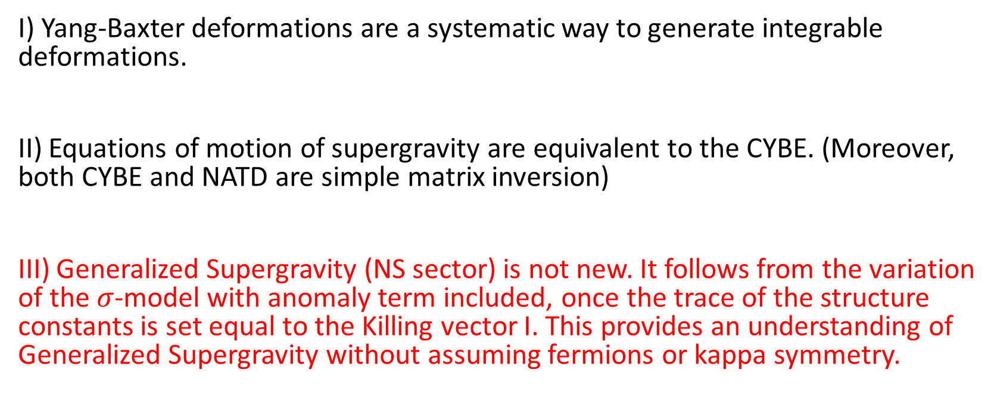 I) Yang-Baxter deformations are a systematic way to generate integrable
deformations.
II) Equations of motion of supergravity are equivalent to the CYBE. (Moreover,
both CYBE and NATD are simple matrix inversion)
III) Generalized Supergravity (NS sector) is not new. It follows from the variation
of the 𝜎-model with anomaly term included, once the trace of the structure
constants is set equal to the Killing vector I. This provides an understanding of
Generalized Supergravity without assuming fermions or kappa symmetry.